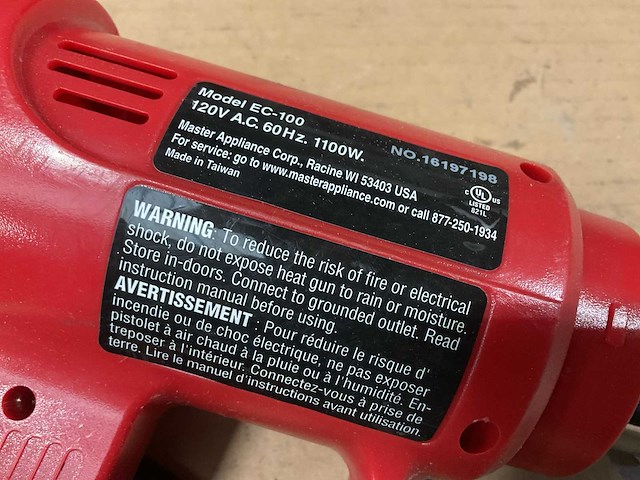 Model EC-100
120V A.C. 60Hz. 1100W.
NO.16197198
Master Appliance Corp., Racine WI 53403 USA
For service: go to www.masterappliance.com or call 877-250-1934
Made in Taiwan
C UL US
LISTED
821L
WARNING: To reduce the risk of fire or electrical
shock, do not expose heat gun to rain or moisture.
Store in-doors. Connect to grounded outlet. Read
instruction manual before using.
AVERTISSEMENT : Pour réduire le risque d'
incendie ou de choc électrique, ne pas exposer
pistolet à air chaud à la pluie ou à l'humidité. En-
treposer à l'intérieur. Connectez-vous à prise de
terre. Lire le manuel d'instructions avant utilisation.